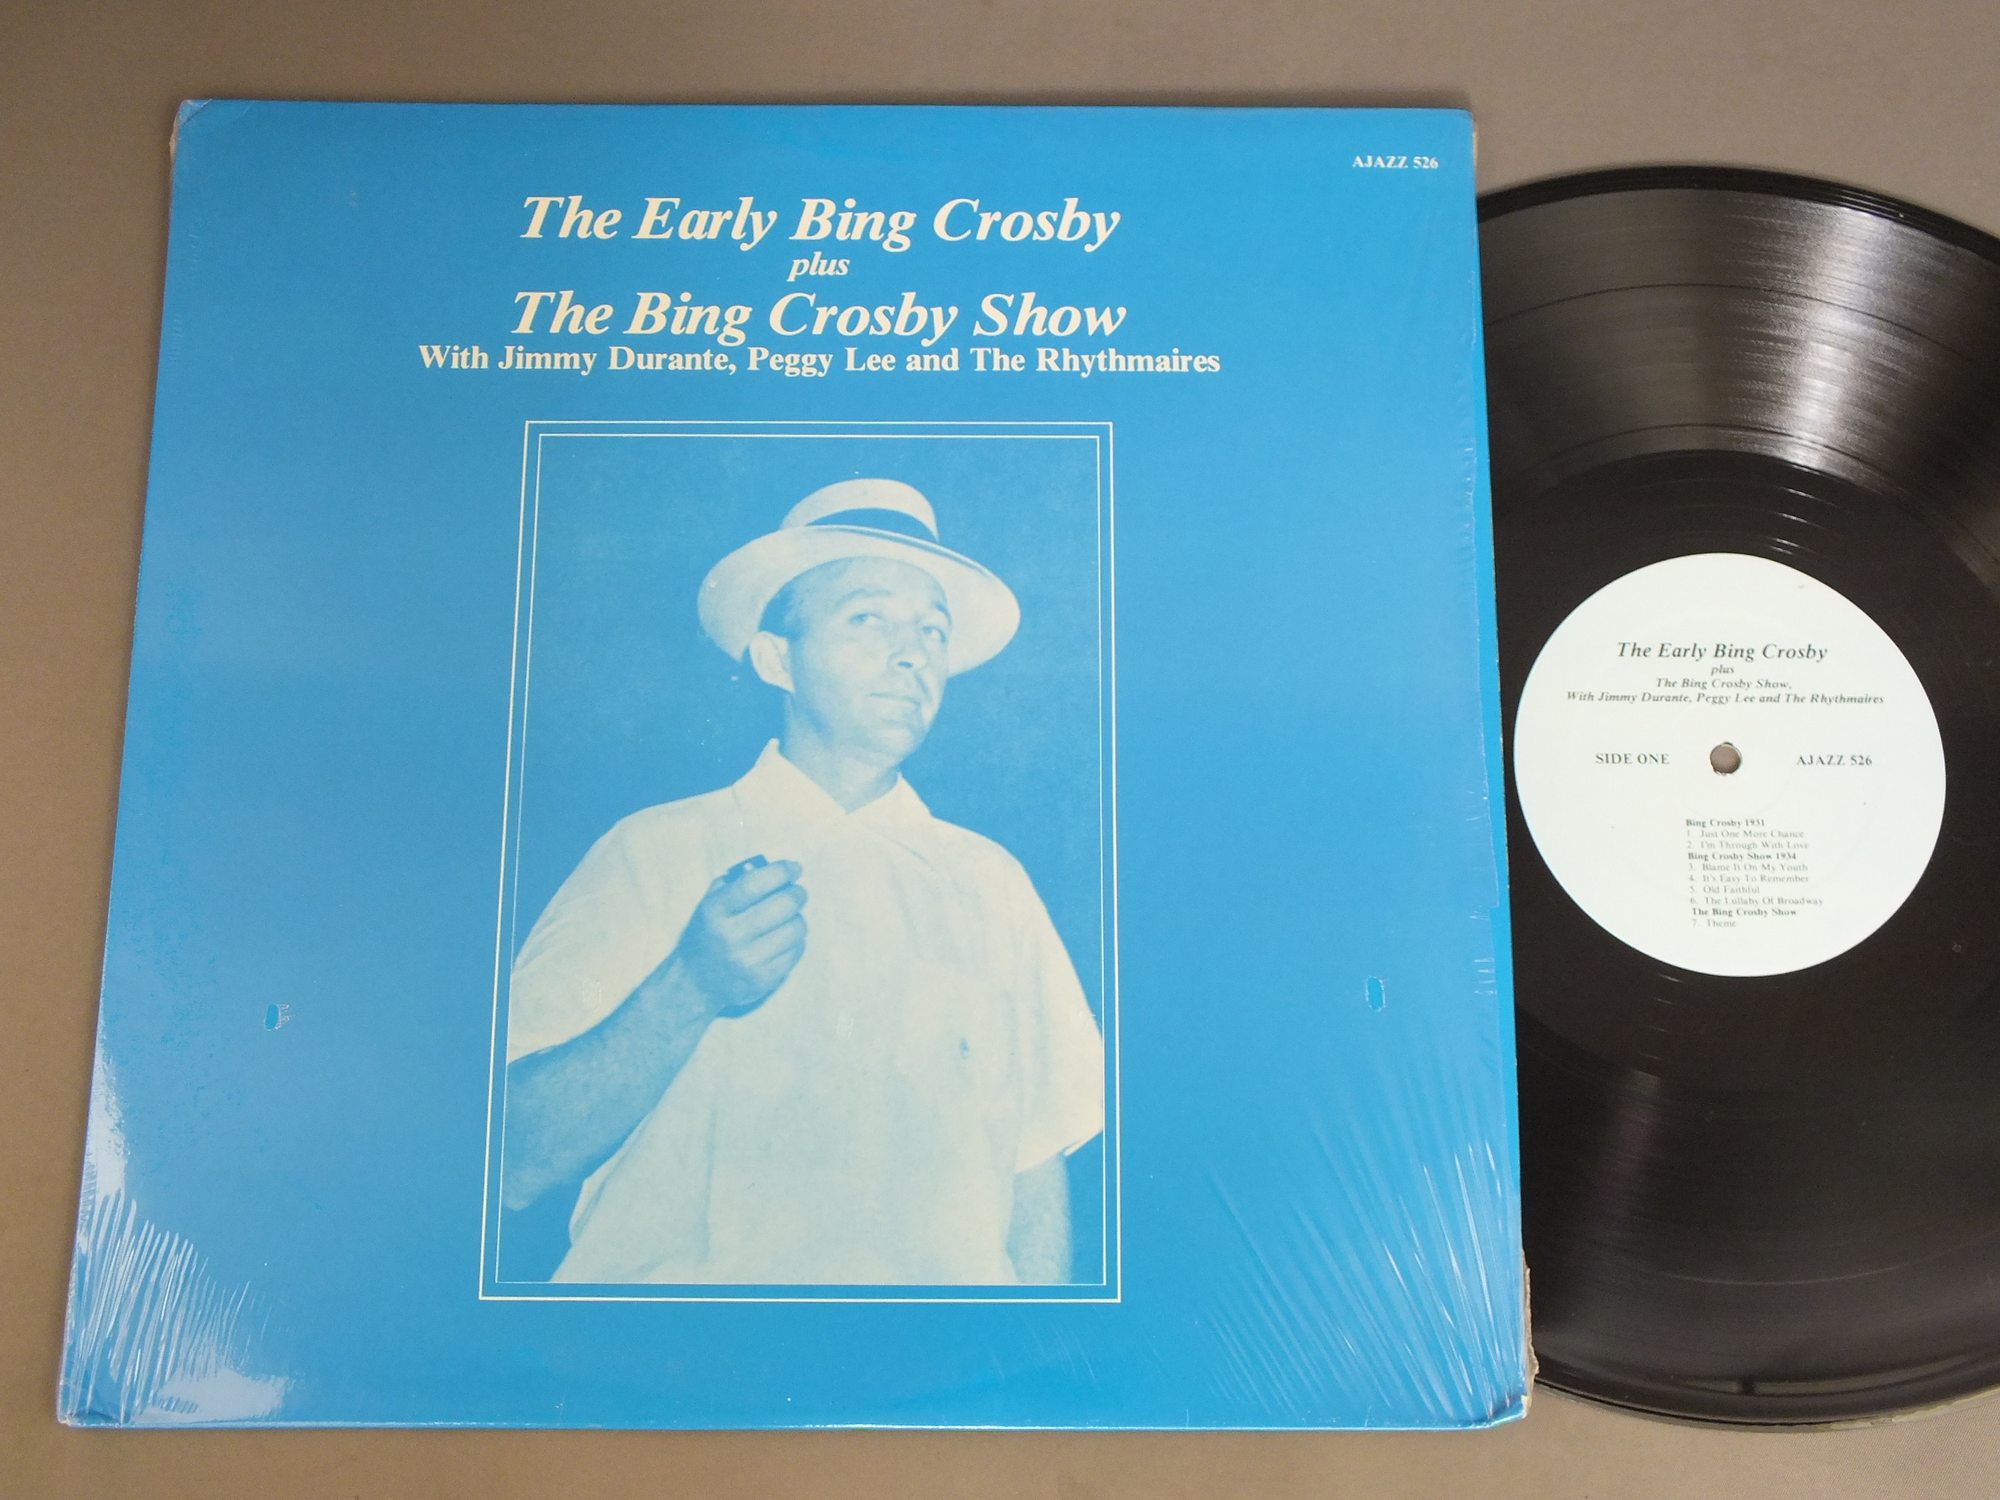 AJAZZ 526
The Early Bing Crosby
plus
The Bing Crosby Show
With Jimmy Durante, Peggy Lee and The Rhythmaires
The Early Bing Crosby
plus
The Bing Crosby Show,
With Jimmy Durante, Peggy Lee and The Rhythmaires
SIDE ONE
AJAZZ 526
Bing Crosby 1931
1. Just One More Chance
2. I'm Through With Love
Bing Crosby Show 1934
3. Blame It On My Youth
4. It's Easy To Remember
5. Old Faithful
6. The Lullaby Of Broadway
The Bing Crosby Show
7. Theme